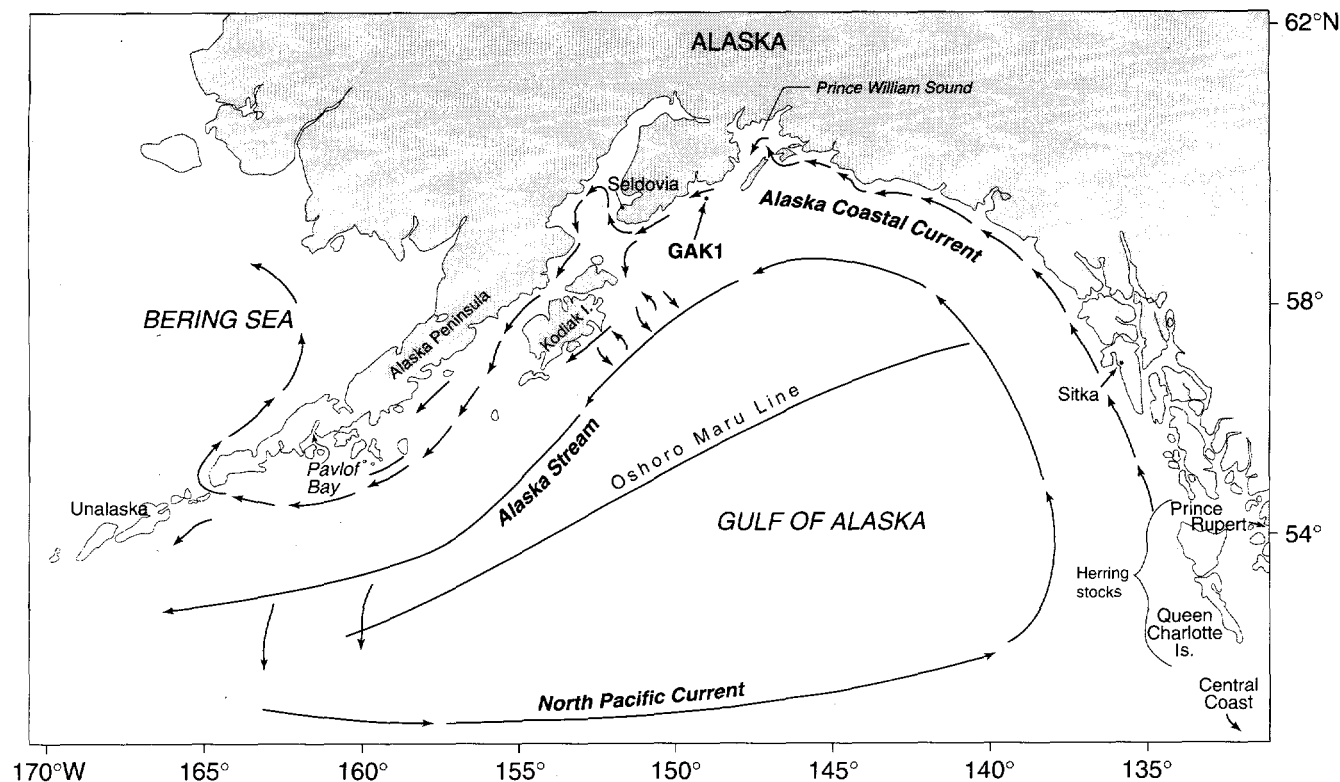 ALASKA
62°N
Prince William Sound
Seldovia
Alaska Coastal Current
GAK1
58°
BERING SEA
Alaska Peninsula
Kodiak I.
Sitka
Oshoro Maru Line
Alaska Stream
Pavlof
Bay
Unalaska
GULF OF ALASKA
Prince
Rupert
54°
Herring
stocks
Queen
Charlotte
Is.
North Pacific Current
Central
Coast
170°W
165°
160°
155°
150°
145°
140°
135°